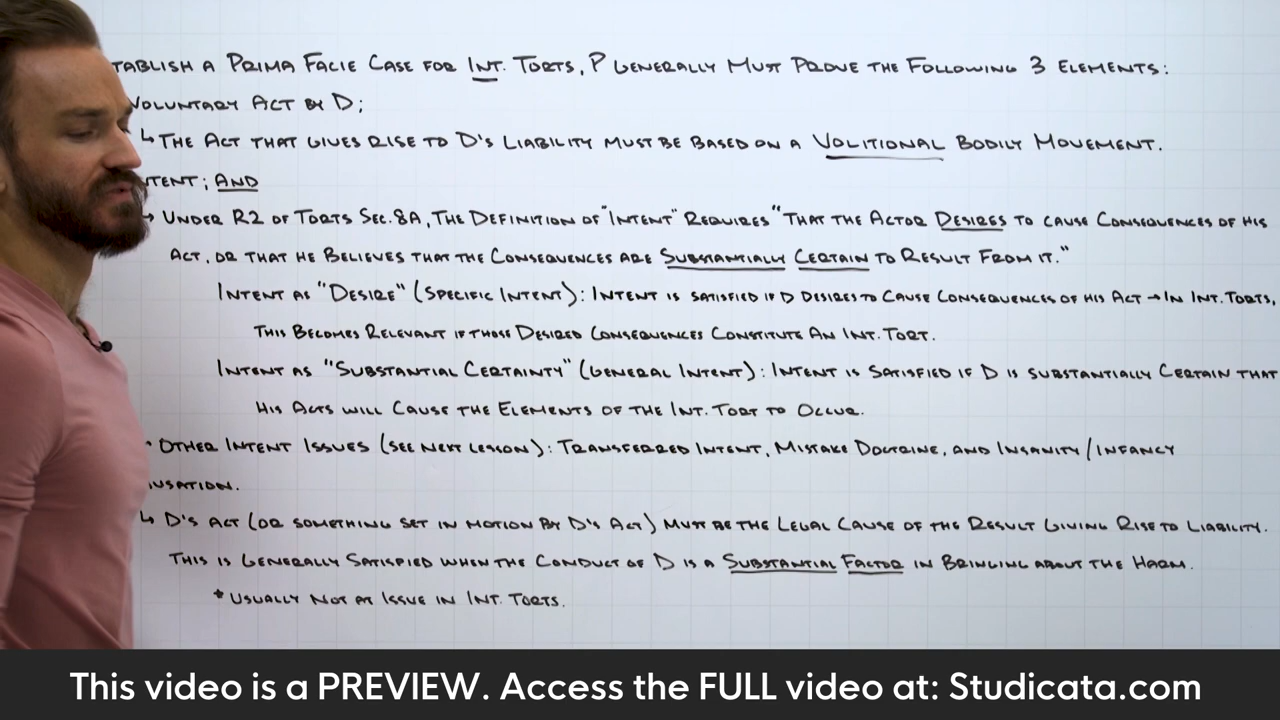 TABLISH A PRIMA FACIE CASE FOR INT. TORTS, P GENERALLY MUST PROVE THE FOLLOWING 3 ELEMENTS:
VOLUNTARY ACT BY D;
↳ THE ACT THAT GIVES RISE TO D'S LIABILITY MUST BE BASED ON A VOLITIONAL BODILY MOVEMENT.
TENT; AND
↳ UNDER R2 OF TORTS SEC. 8A, THE DEFINITION OF "INTENT" REQUIRES "THAT THE ACTOR DESIRES TO CAUSE CONSEQUENCES OF HIS
ACT, OR THAT HE BELIEVES THAT THE CONSEQUENCES ARE SUBSTANTIALLY CERTAIN TO RESULT FROM IT."
INTENT AS "DESIRE" (SPECIFIC INTENT): INTENT IS SATISFIED IF D DESIRES TO CAUSE CONSEQUENCES OF HIS ACT → IN INT. TORTS,
THIS BECOMES RELEVANT IF THOSE DESIRED CONSEQUENCES CONSTITUTE AN INT. TORT.
INTENT AS "SUBSTANTIAL CERTAINTY" (GENERAL INTENT): INTENT IS SATISFIED IF D IS SUBSTANTIALLY CERTAIN THAT
HIS ACTS WILL CAUSE THE ELEMENTS OF THE INT. TORT TO OCCUR.
* OTHER INTENT ISSUES (SEE NEXT LESSON): TRANSFERRED INTENT, MISTAKE DOCTRINE, AND INSANITY/INFANCY
USATION.
↳ D'S ACT (OR SOMETHING SET IN MOTION BY D'S ACT) MUST BE THE LEGAL CAUSE OF THE RESULT GIVING RISE TO LIABILITY.
THIS IS GENERALLY SATISFIED WHEN THE CONDUCT OF D IS A SUBSTANTIAL FACTOR IN BRINGING ABOUT THE HARM.
* USUALLY NOT AT ISSUE IN INT. TORTS.
This video is a PREVIEW. Access the FULL video at: Studicata.com